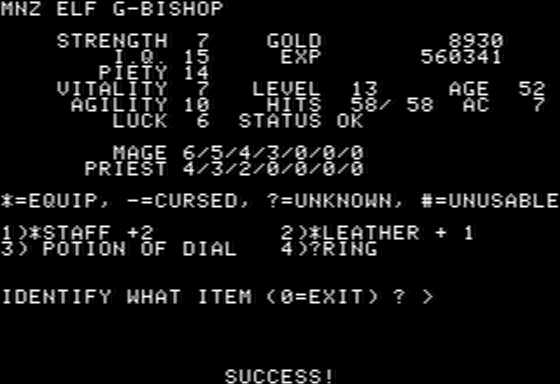 MNZ ELF G-BISHOP
STRENGTH 7 GOLD 8930
I.Q. 15 EXP 560341
PIETY 14
VITALITY 7 LEVEL 13 AGE 52
AGILITY 10 HITS 58/ 58 AC 7
LUCK 6 STATUS OK
MAGE 6/5/4/3/0/0/0
PRIEST 4/3/2/0/0/0/0
*=EQUIP, -=CURSED, ?=UNKNOWN, #=UNUSABLE
1)*STAFF +2 2)*LEATHER + 1
3) POTION OF DIAL 4)?RING
IDENTIFY WHAT ITEM (0=EXIT) ? >
SUCCESS!